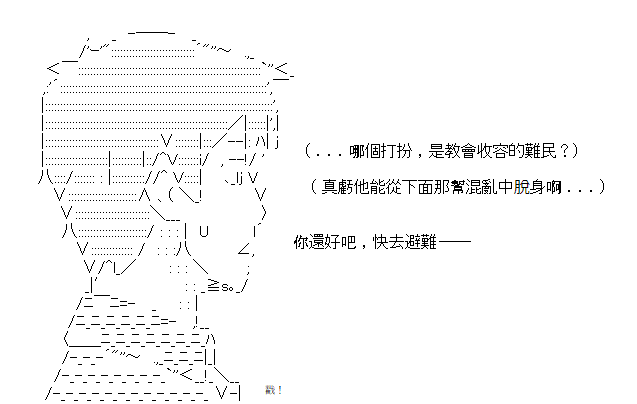 （...哪個打扮，是教會收容的難民？）
（真虧他能從下面那幫混亂中脫身啊...）
你還好吧，快去避難——
戳！